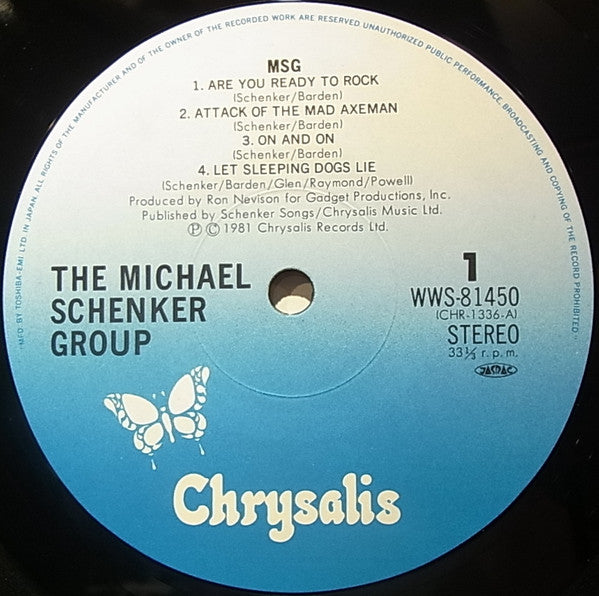 ALL RIGHTS OF THE MANUFACTURER AND OF THE OWNER OF THE RECORDED WORK ARE RESERVED UNAUTHORIZED PUBLIC PERFORMANCE, BROADCASTING AND COPYING OF THE RECORD PROHIBITED
"MFD BY TOSHIBA-EMI LTD IN JAPAN.
MSG
1. ARE YOU READY TO ROCK
(Schenker/Barden)
2. ATTACK OF THE MAD AXEMAN
(Schenker/Barden)
3. ON AND ON
(Schenker/Barden)
4. LET SLEEPING DOGS LIE
(Schenker/Barden/Glen/Raymond/Powell)
Produced by Ron Nevison for Gadget Productions, Inc.
Published by Schenker Songs/Chrysalis Music Ltd.
Ⓟ © 1981 Chrysalis Records Ltd.
THE MICHAEL
SCHENKER
GROUP
1
WWS-81450
(CHR-1336-A)
STEREO
33⅓ r.p.m.
JASRAC
Chrysalis